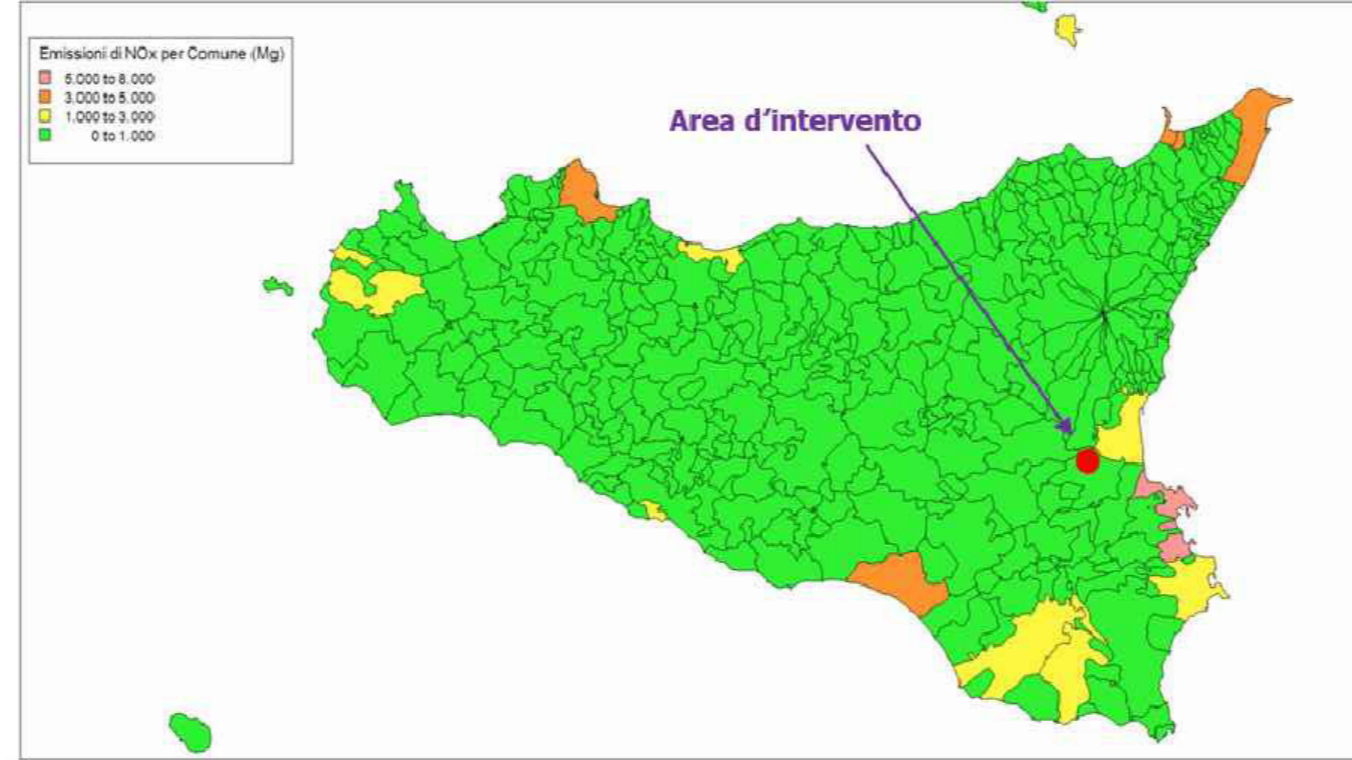 Emissioni di NOx per Comune (Mg)
5.000 to 8.000
3.000 to 5.000
1.000 to 3.000
0 to 1.000
Area d’intervento